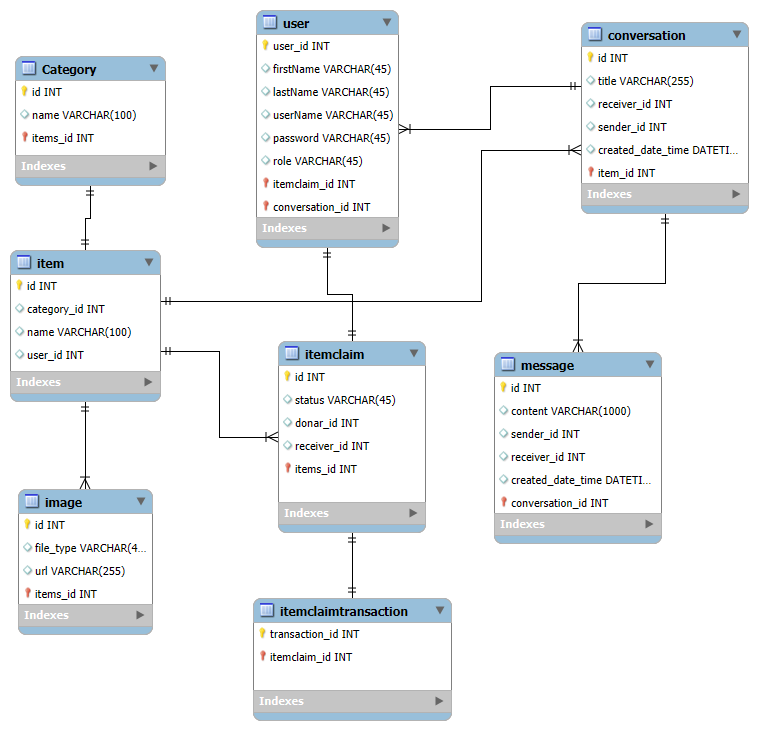 Category
id INT
name VARCHAR(100)
items_id INT
Indexes
user
user_id INT
firstName VARCHAR(45)
lastName VARCHAR(45)
userName VARCHAR(45)
password VARCHAR(45)
role VARCHAR(45)
itemclaim_id INT
conversation_id INT
Indexes
conversation
id INT
title VARCHAR(255)
receiver_id INT
sender_id INT
created_date_time DATETI...
item_id INT
Indexes
item
id INT
category_id INT
name VARCHAR(100)
user_id INT
Indexes
itemclaim
id INT
status VARCHAR(45)
donar_id INT
receiver_id INT
items_id INT
Indexes
message
id INT
content VARCHAR(1000)
sender_id INT
receiver_id INT
created_date_time DATETI...
conversation_id INT
Indexes
image
id INT
file_type VARCHAR(4...
url VARCHAR(255)
items_id INT
Indexes
itemclaimtransaction
transaction_id INT
itemclaim_id INT
Indexes